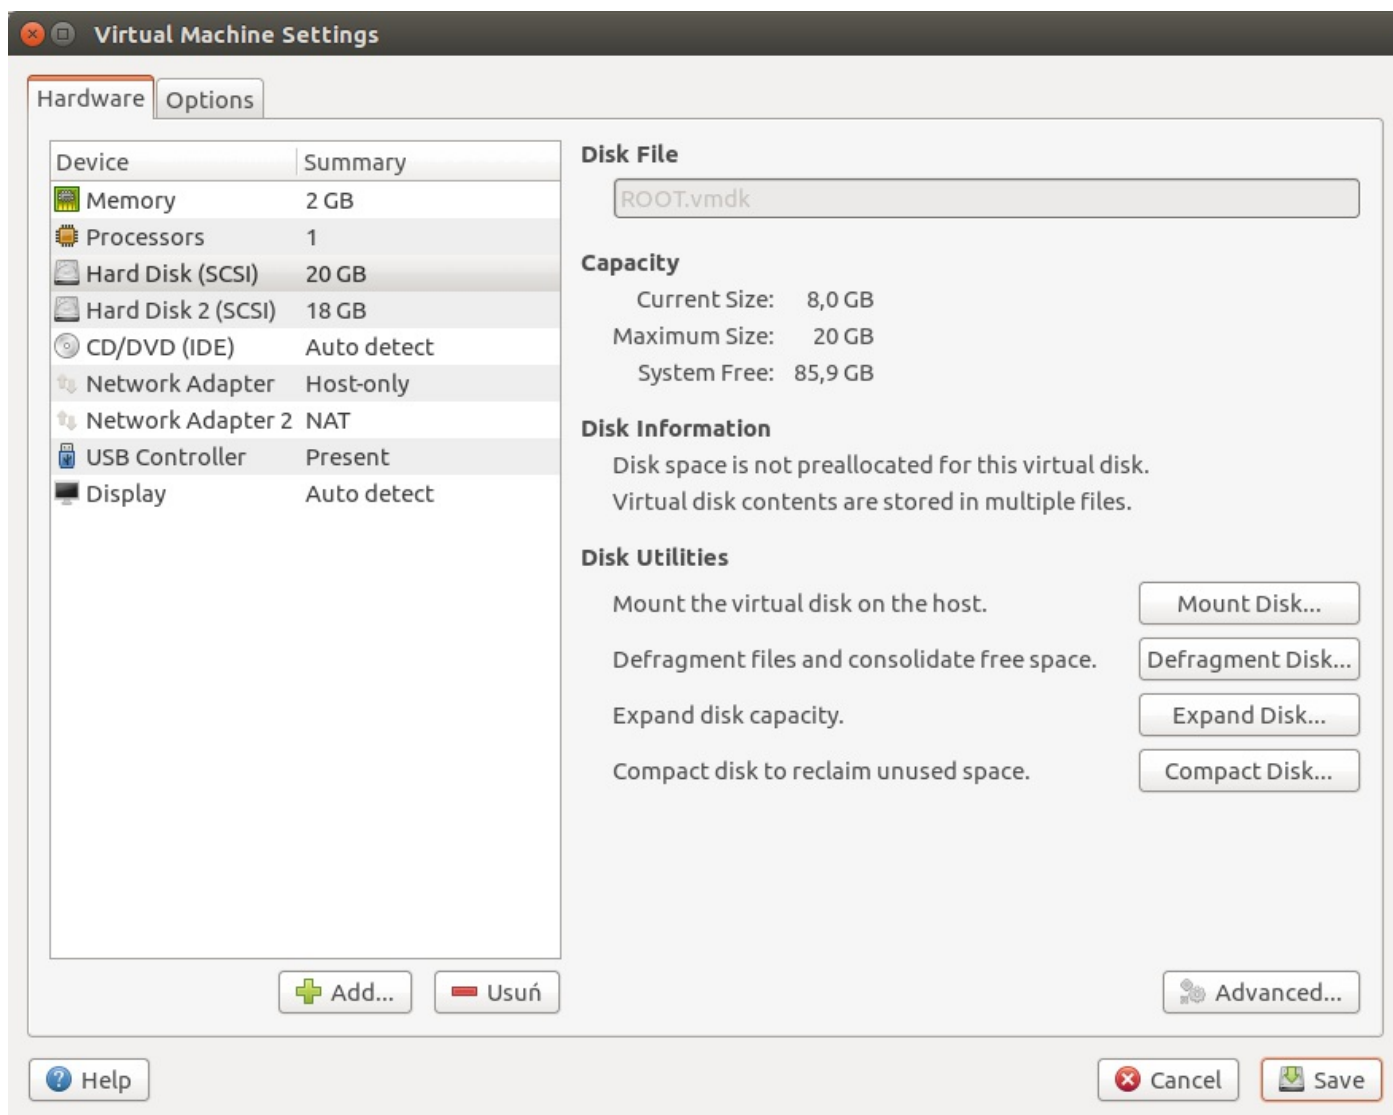 Virtual Machine Settings
Hardware Options
Device Summary
Memory 2 GB
Processors 1
Hard Disk (SCSI) 20 GB
Hard Disk 2 (SCSI) 18 GB
CD/DVD (IDE) Auto detect
Network Adapter Host-only
Network Adapter 2 NAT
USB Controller Present
Display Auto detect
Add... Usuń
Disk File
ROOT.vmdk
Capacity
Current Size: 8,0 GB
Maximum Size: 20 GB
System Free: 85,9 GB
Disk Information
Disk space is not preallocated for this virtual disk.
Virtual disk contents are stored in multiple files.
Disk Utilities
Mount the virtual disk on the host. Mount Disk...
Defragment files and consolidate free space. Defragment Disk...
Expand disk capacity. Expand Disk...
Compact disk to reclaim unused space. Compact Disk...
Advanced...
Help Cancel Save